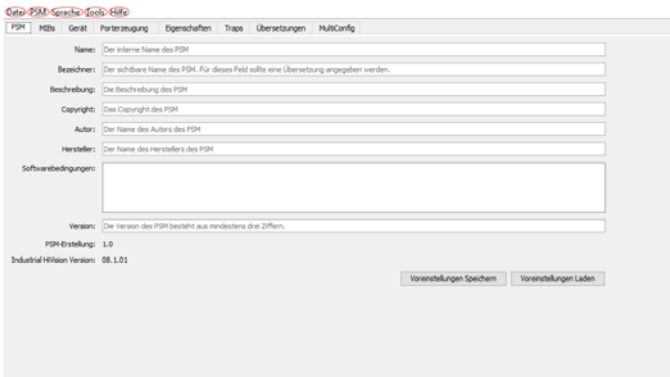 Datei PSM Sprache Tools Hilfe
PSM MIBs Gerät Porterzeugung Eigenschaften Traps Übersetzungen MultiConfig
Name: Der interne Name des PSM
Bezeichner: Der sichtbare Name des PSM. Für dieses Feld sollte eine Übersetzung angegeben werden.
Beschreibung: Die Beschreibung des PSM
Copyright: Das Copyright des PSM
Autor: Der Name des Autors des PSM
Hersteller: Der Name des Herstellers des PSM
Softwarebedingungen:
Version: Die Version des PSM besteht aus mindestens drei Ziffern.
PSM-Erstellung: 1.0
Industrial HiVision Version: 08.1.01
Voreinstellungen Speichern Voreinstellungen Laden